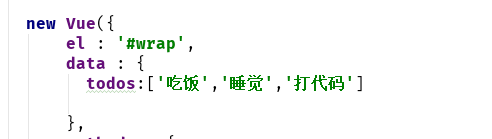 new Vue({
el : '#wrap',
data : {
todos:['吃饭','睡觉','打代码']
},